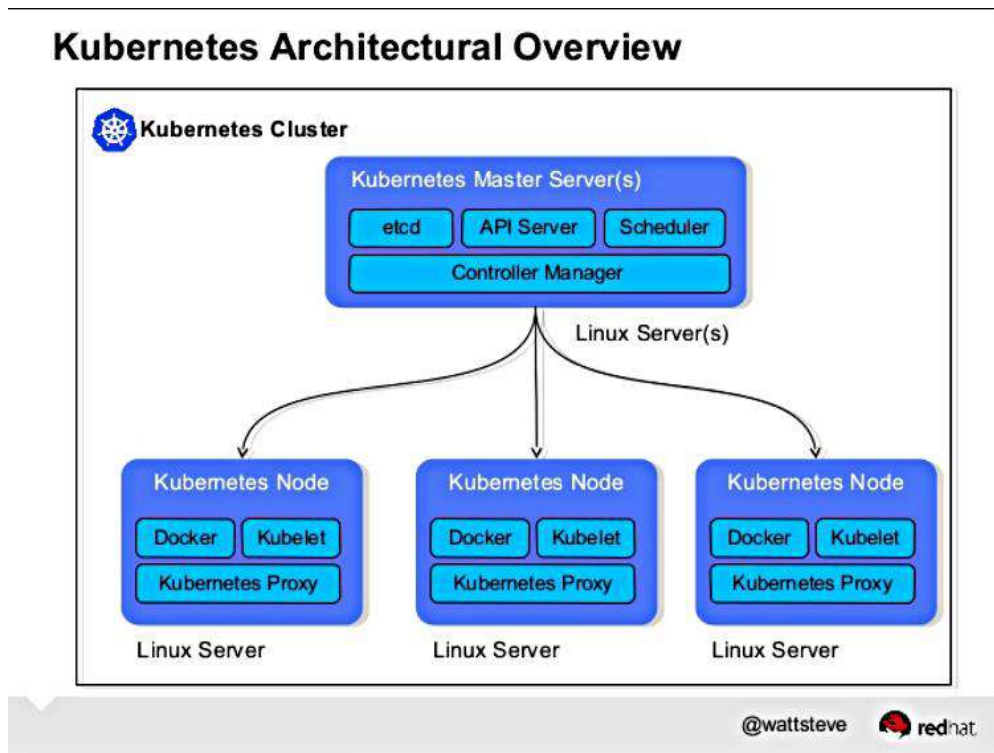 Kubernetes Architectural Overview
Kubernetes Cluster
Kubernetes Master Server(s)
etcd API Server Scheduler
Controller Manager
Linux Server(s)
Kubernetes Node Kubernetes Node Kubernetes Node
Docker Kubelet Docker Kubelet Docker Kubelet
Kubernetes Proxy Kubernetes Proxy Kubernetes Proxy
Linux Server Linux Server Linux Server
@wattsteve redhat